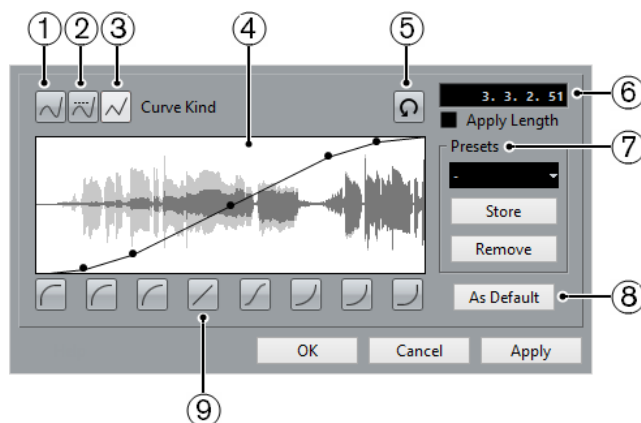 ① ② ③ ④ ⑤
Curve Kind
3. 3. 2. 51 ⑥
Apply Length
Presets ⑦
-
Store
Remove
As Default ⑧
OK Cancel Apply
⑨